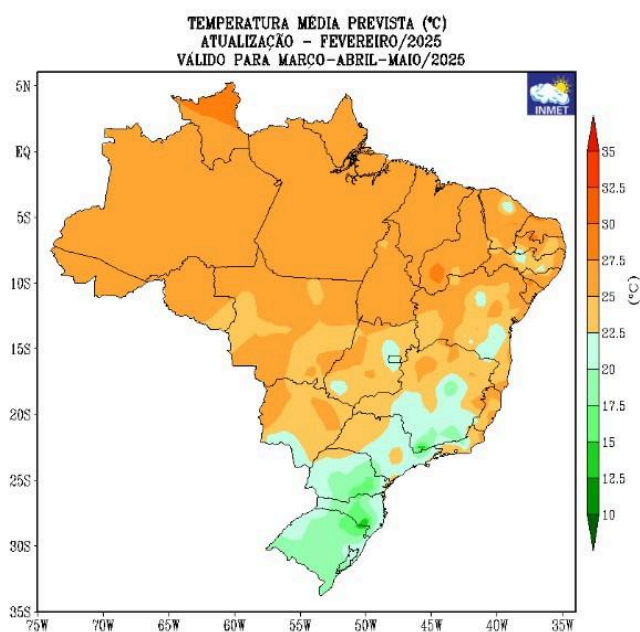 TEMPERATURA MÉDIA PREVISTA (ºC)
ATUALIZAÇÃO - FEVEREIRO/2025
VÁLIDO PARA MARÇO-ABRIL-MAIO/2025
INMET
5N
EQ
5S
10S
15S
20S
25S
30S
35S
75W
70W
65W
60W
55W
50W
45W
40W
35W
35
32.5
30
27.5
25
22.5
20
17.5
15
12.5
10
(ºC)